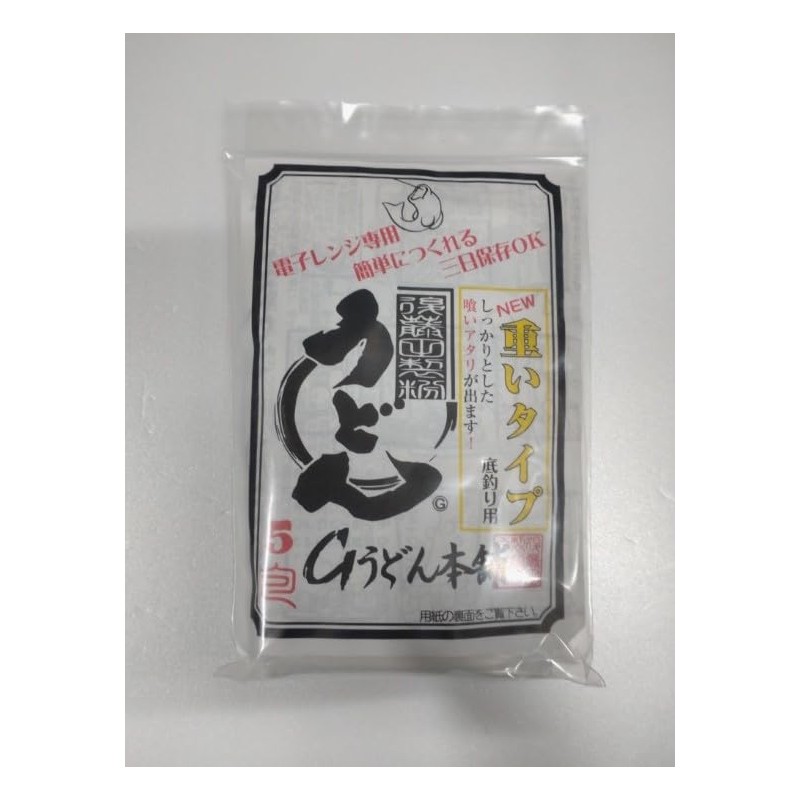 電子レンジ専用
簡単につくれる
三日保存OK
NEW
重いタイプ
しっかりとした
喰いアタリが出ます!
底釣り用
製粉
うどん
G
5
Gうどん本舗
用紙の裏面をご覧下さい。